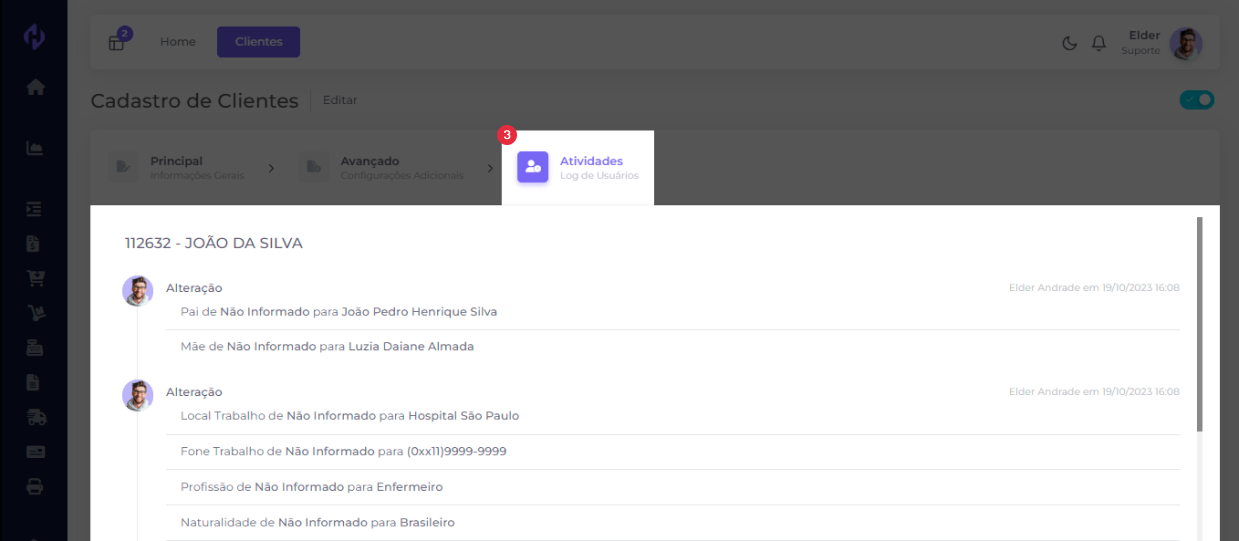 2
Home
Clientes
Elder
Suporte
Cadastro de Clientes
Editar
3
Principal
Informações Gerais
Avançado
Configurações Adicionais
Atividades
Log de Usuários
112632 - JOÃO DA SILVA
Alteração
Elder Andrade em 19/10/2023 16:08
Pai de Não Informado para João Pedro Henrique Silva
Mãe de Não Informado para Luzia Daiane Almada
Alteração
Elder Andrade em 19/10/2023 16:08
Local Trabalho de Não Informado para Hospital São Paulo
Fone Trabalho de Não Informado para (0xx11)9999-9999
Profissão de Não Informado para Enfermeiro
Naturalidade de Não Informado para Brasileiro